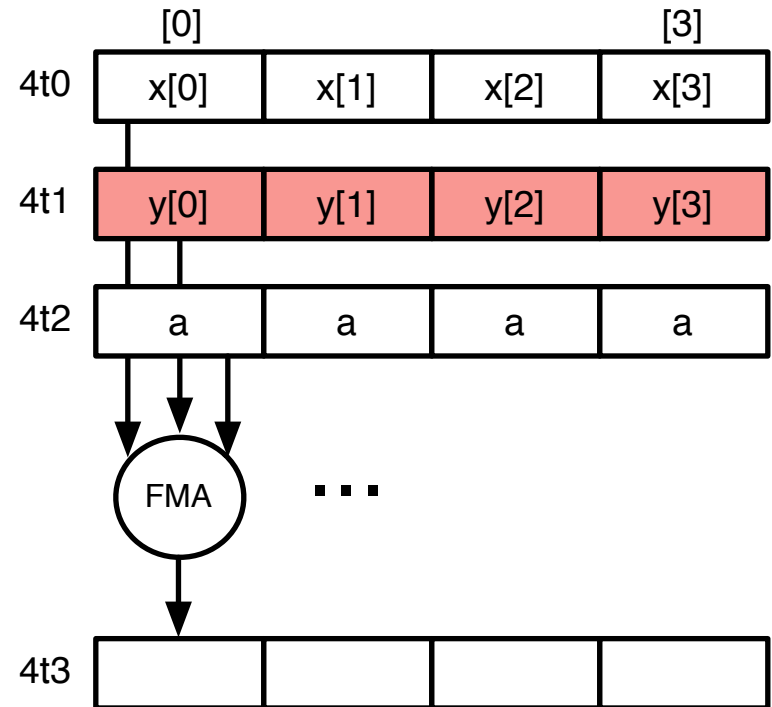 [0] [3]
4t0 x[0] x[1] x[2] x[3]
4t1 y[0] y[1] y[2] y[3]
4t2 a a a a
FMA ...
4t3